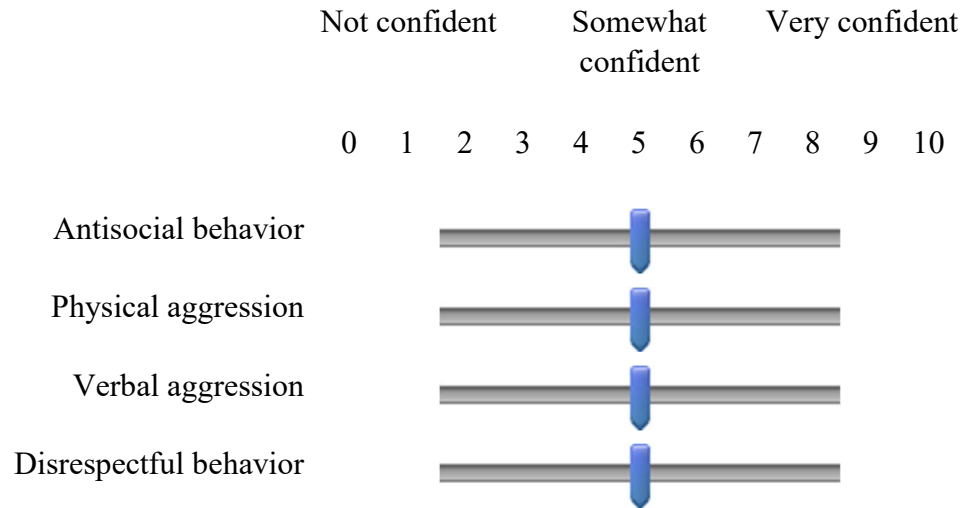 Not confident Somewhat confident Very confident
0 1 2 3 4 5 6 7 8 9 10
Antisocial behavior
Physical aggression
Verbal aggression
Disrespectful behavior